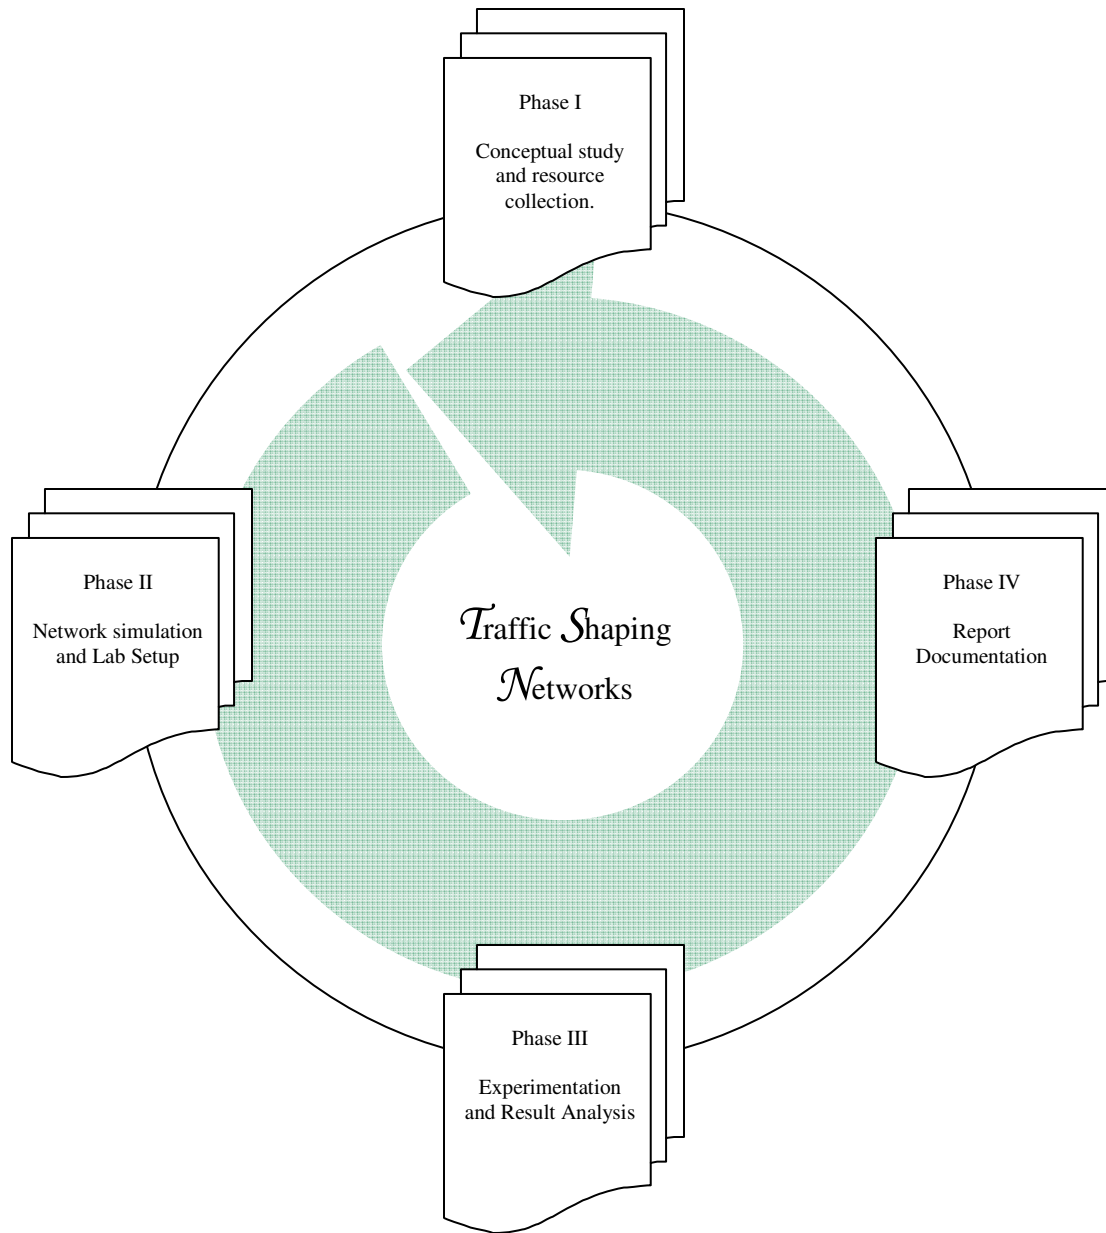 Phase I
Conceptual study
and resource
collection.
Phase II
Network simulation
and Lab Setup
Phase IV
Report
Documentation
Traffic Shaping
Networks
Phase III
Experimentation
and Result Analysis